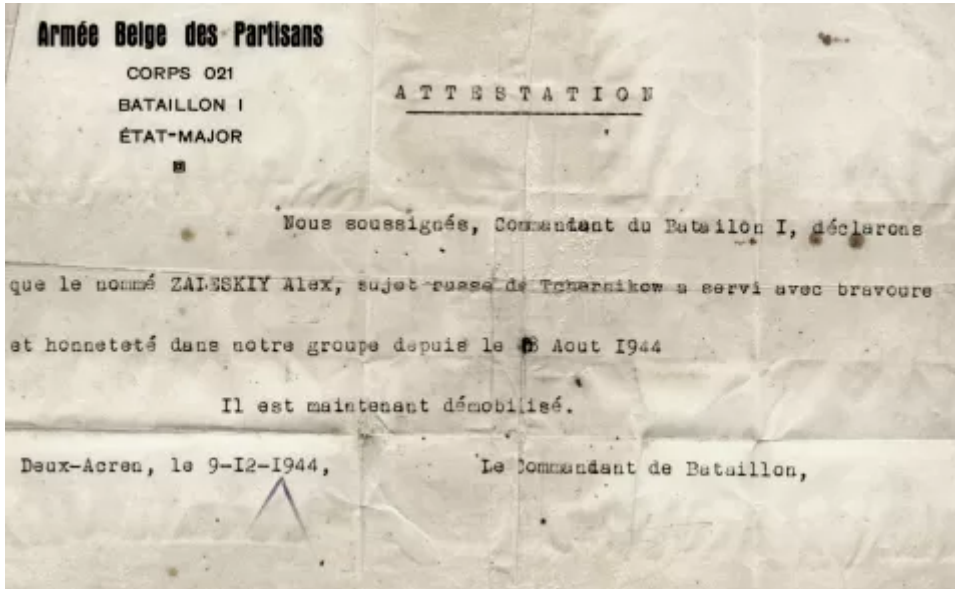 Armée Belge des Partisans
CORPS 021
BATAILLON I
ÉTAT-MAJOR
ATTESTATION
Nous soussignés, Commandant du Bataillon I, déclarons
que le nommé ZALESKIY Alex, sujet russe de Tchernikow a servi avec bravoure
et honneteté dans notre groupe depuis le Aout I944
Il est maintenant démobilisé.
Deux-Acren, le 9-I2-I944,
Le Commandant de Bataillon,